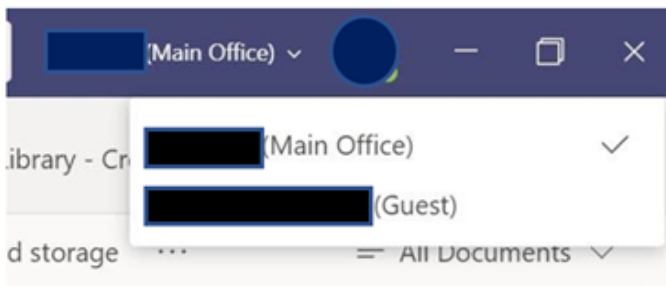 (Main Office)
(Main Office)
ibrary - Cr
(Guest)
d storage ... All Documents